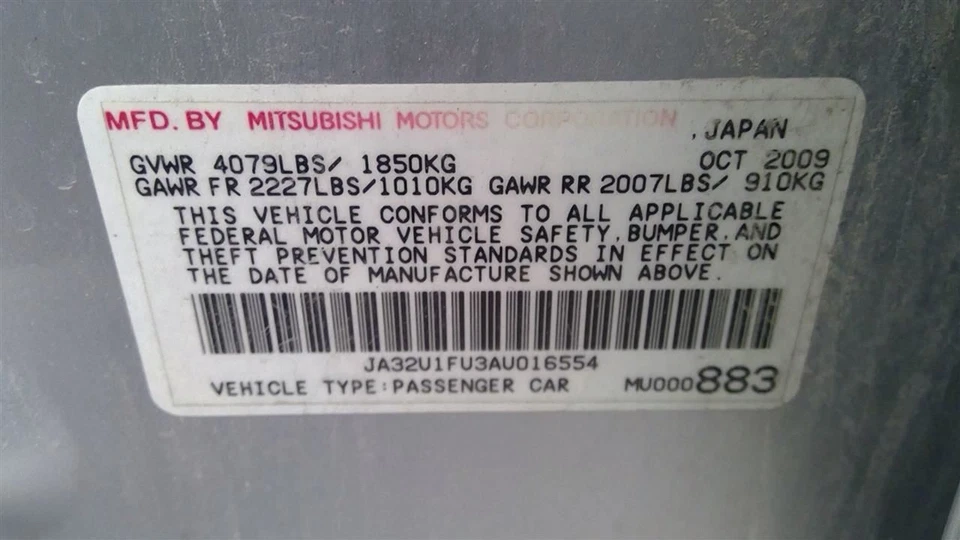 MFD. BY MITSUBISHI MOTORS CORPORATION , JAPAN
GVWR 4079LBS/ 1850KG OCT 2009
GAWR FR 2227LBS/1010KG GAWR RR 2007LBS/ 910KG
THIS VEHICLE CONFORMS TO ALL APPLICABLE
FEDERAL MOTOR VEHICLE SAFETY, BUMPER, AND
THEFT PREVENTION STANDARDS IN EFFECT ON
THE DATE OF MANUFACTURE SHOWN ABOVE.
JA32U1FU3AU016554
VEHICLE TYPE:PASSENGER CAR MU000883